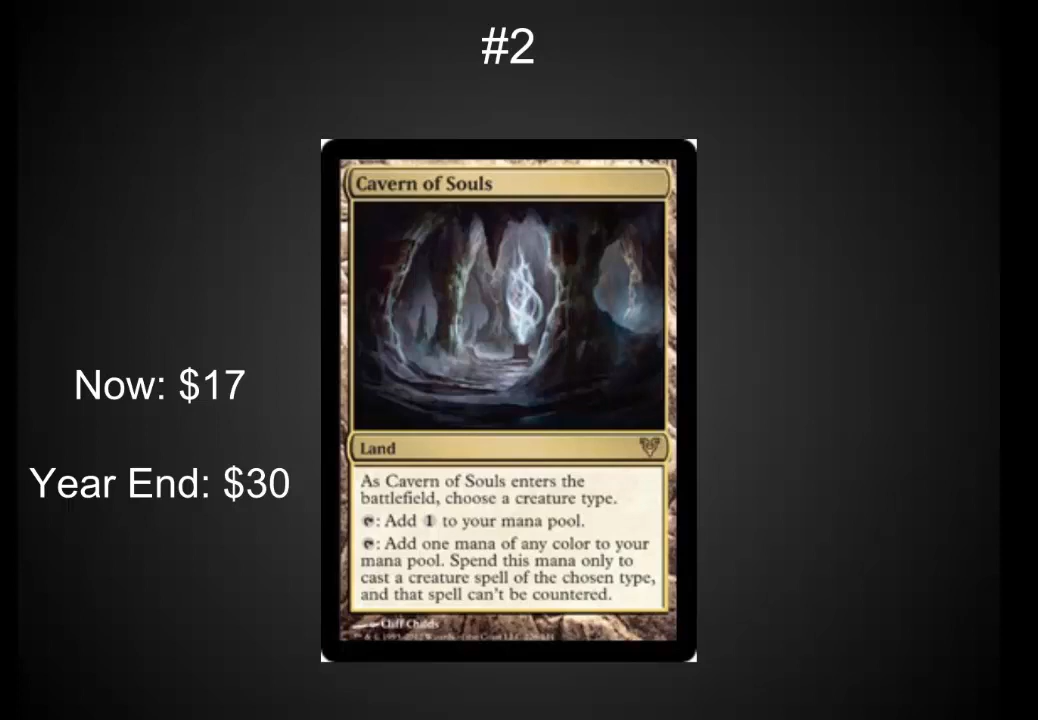 #2
Cavern of Souls
Now: $17
Year End: $30
Land
As Cavern of Souls enters the
battlefield, choose a creature type.
: Add 1 to your mana pool.
: Add one mana of any color to your
mana pool. Spend this mana only to
cast a creature spell of the chosen type,
and that spell can't be countered.
Cliff Childs